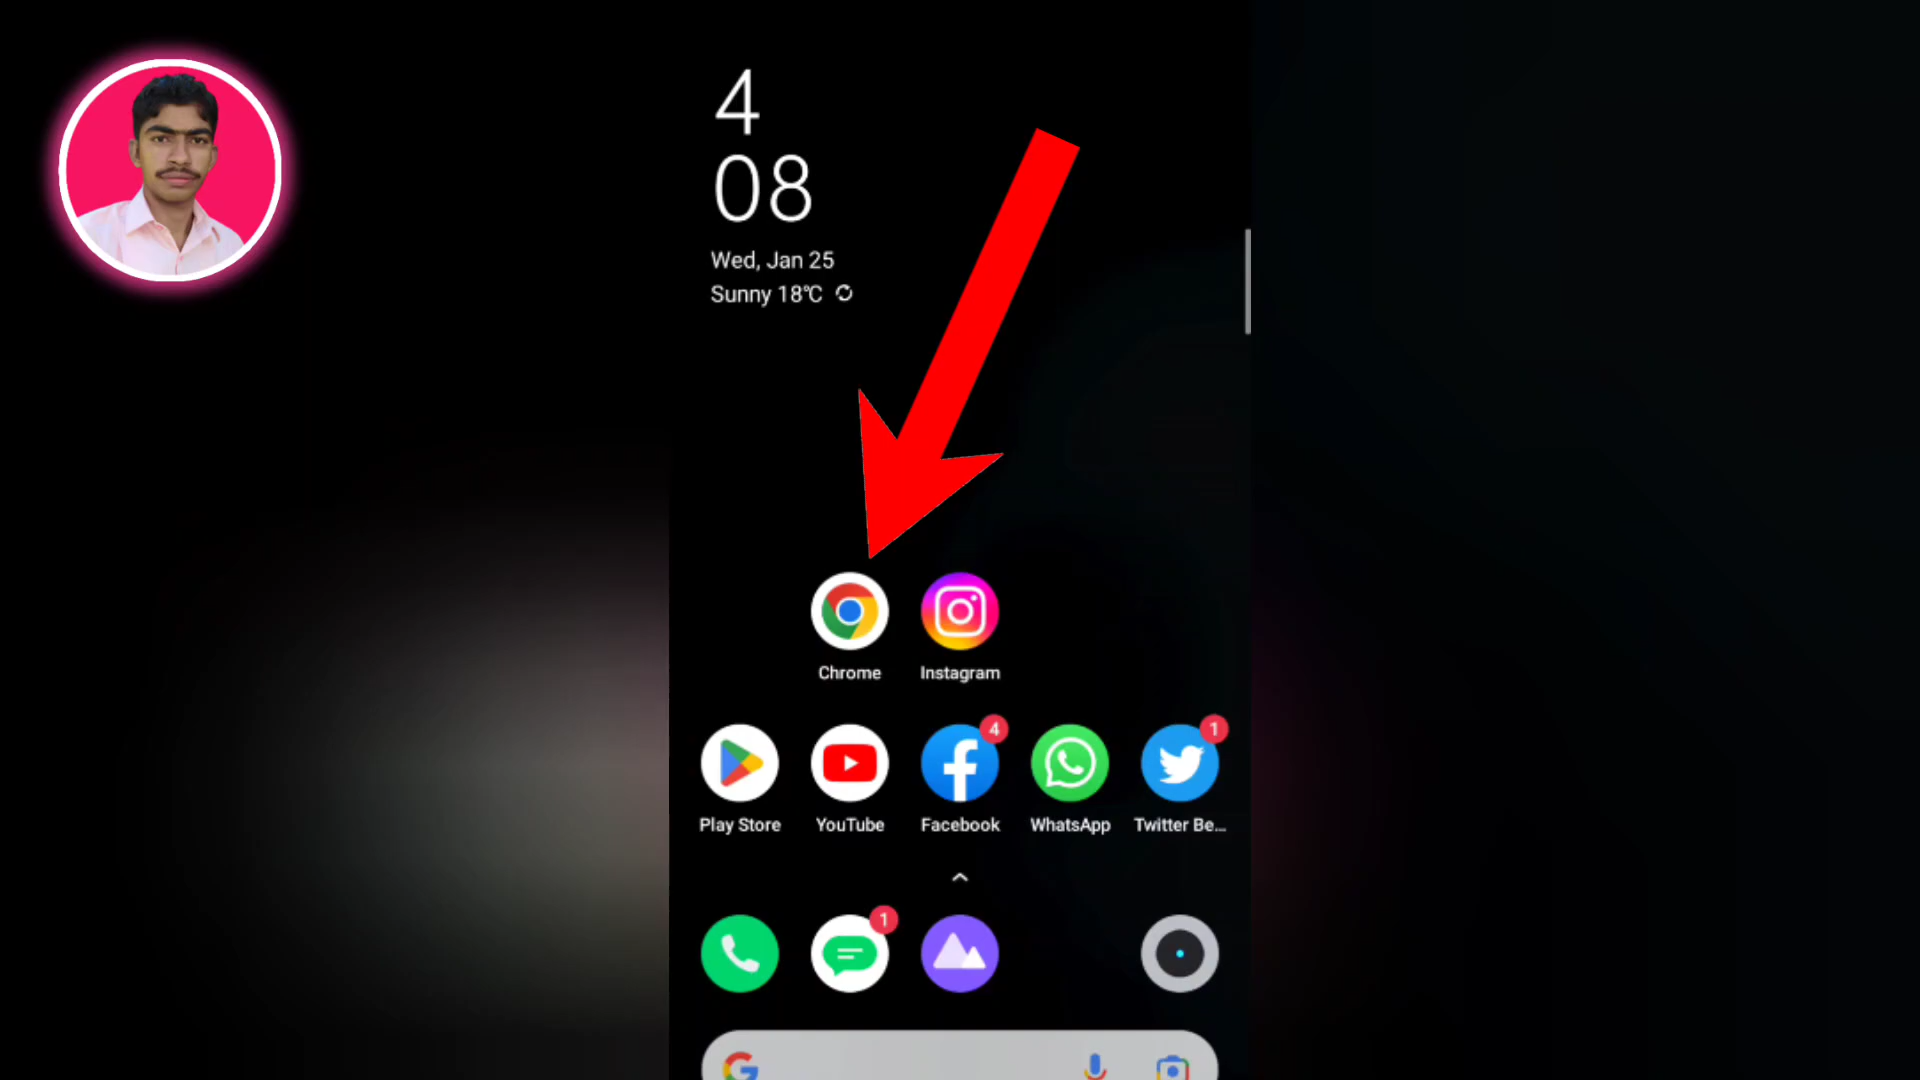 4
08
Wed, Jan 25
Sunny 18°C
Chrome
Instagram
4
1
Play Store
YouTube
Facebook
WhatsApp
Twitter Be...
1